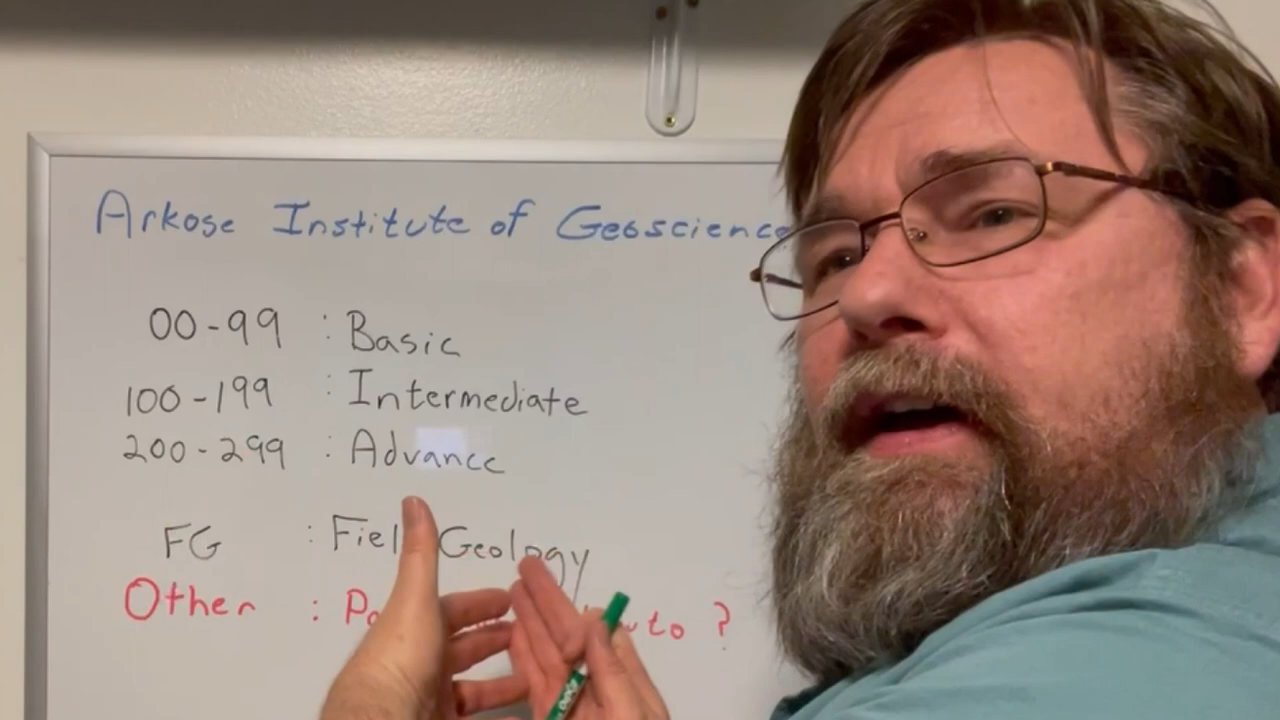 Arkose Institute of Geoscience
00-99 : Basic
100-199 : Intermediate
200-299 : Advance
FG : Field Geology
Other : ?